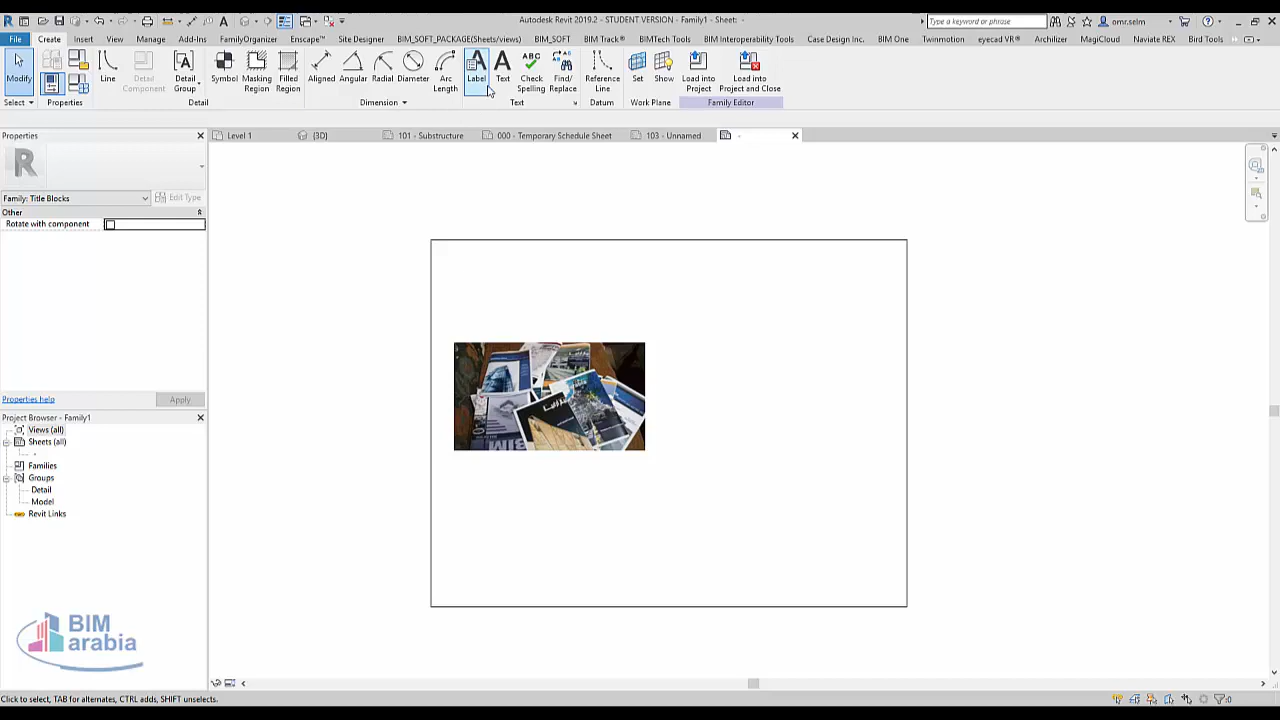 Autodesk Revit 2019.2 - STUDENT VERSION - Family1 - Sheet: -
Type a keyword or phrase
omr.selm
File Create Insert View Manage Add-Ins FamilyOrganizer Enscape™ Site Designer BIM_SOFT_PACKAGE(Sheets/views) BIM_SOFT BIM Track® BIMTech Tools BIM Interoperability Tools Case Design Inc. BIM One Twinmotion eyecad VR® Archilizer MagiCloud Naviate REX Bird Tools
Modify
Line
Detail Component
Detail Group
Symbol
Masking Region
Filled Region
Aligned
Angular
Radial
Diameter
Arc Length
Label
Text
Check Spelling
Find/ Replace
Reference Line
Set
Show
Load into Project
Load into Project and Close
Select Properties Detail Dimension Text Datum Work Plane Family Editor
Properties
Level 1
{3D}
101 - Substructure
000 - Temporary Schedule Sheet
103 - Unnamed
-
R
Family: Title Blocks
Edit Type
Other
Rotate with component
Properties help
Apply
Project Browser - Family1
Views (all)
Sheets (all)
-
Families
Groups
Detail
Model
Revit Links
BIM
BIM
arabia
Click to select, TAB for alternates, CTRL adds, SHIFT unselects.
:0